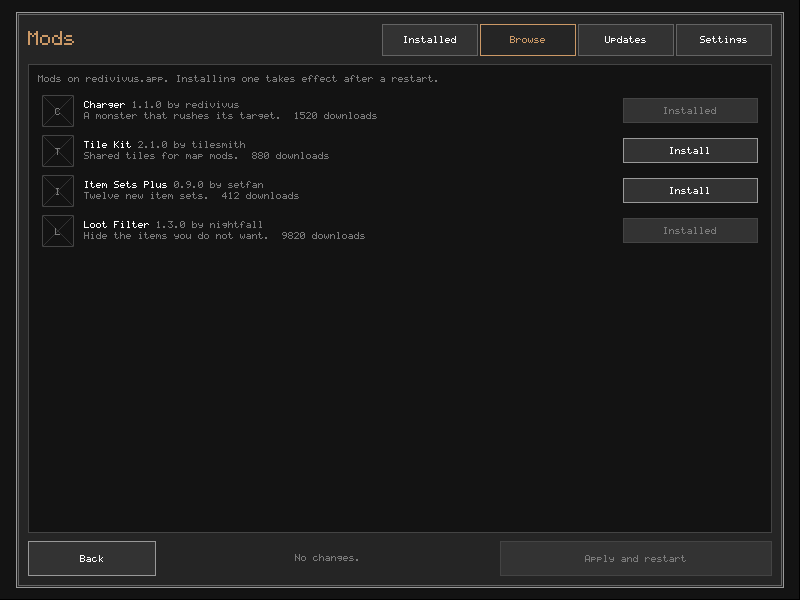 Mods
Installed
Browse
Updates
Settings
Mods on redivivus.app. Installing one takes effect after a restart.
C
Charger 1.1.0 by redivivus
A monster that rushes its target. 1520 downloads
Installed
T
Tile Kit 2.1.0 by tilesmith
Shared tiles for map mods. 880 downloads
Install
I
Item Sets Plus 0.9.0 by setfan
Twelve new item sets. 412 downloads
Install
L
Loot Filter 1.3.0 by nightfall
Hide the items you do not want. 9820 downloads
Installed
Back
No changes.
Apply and restart